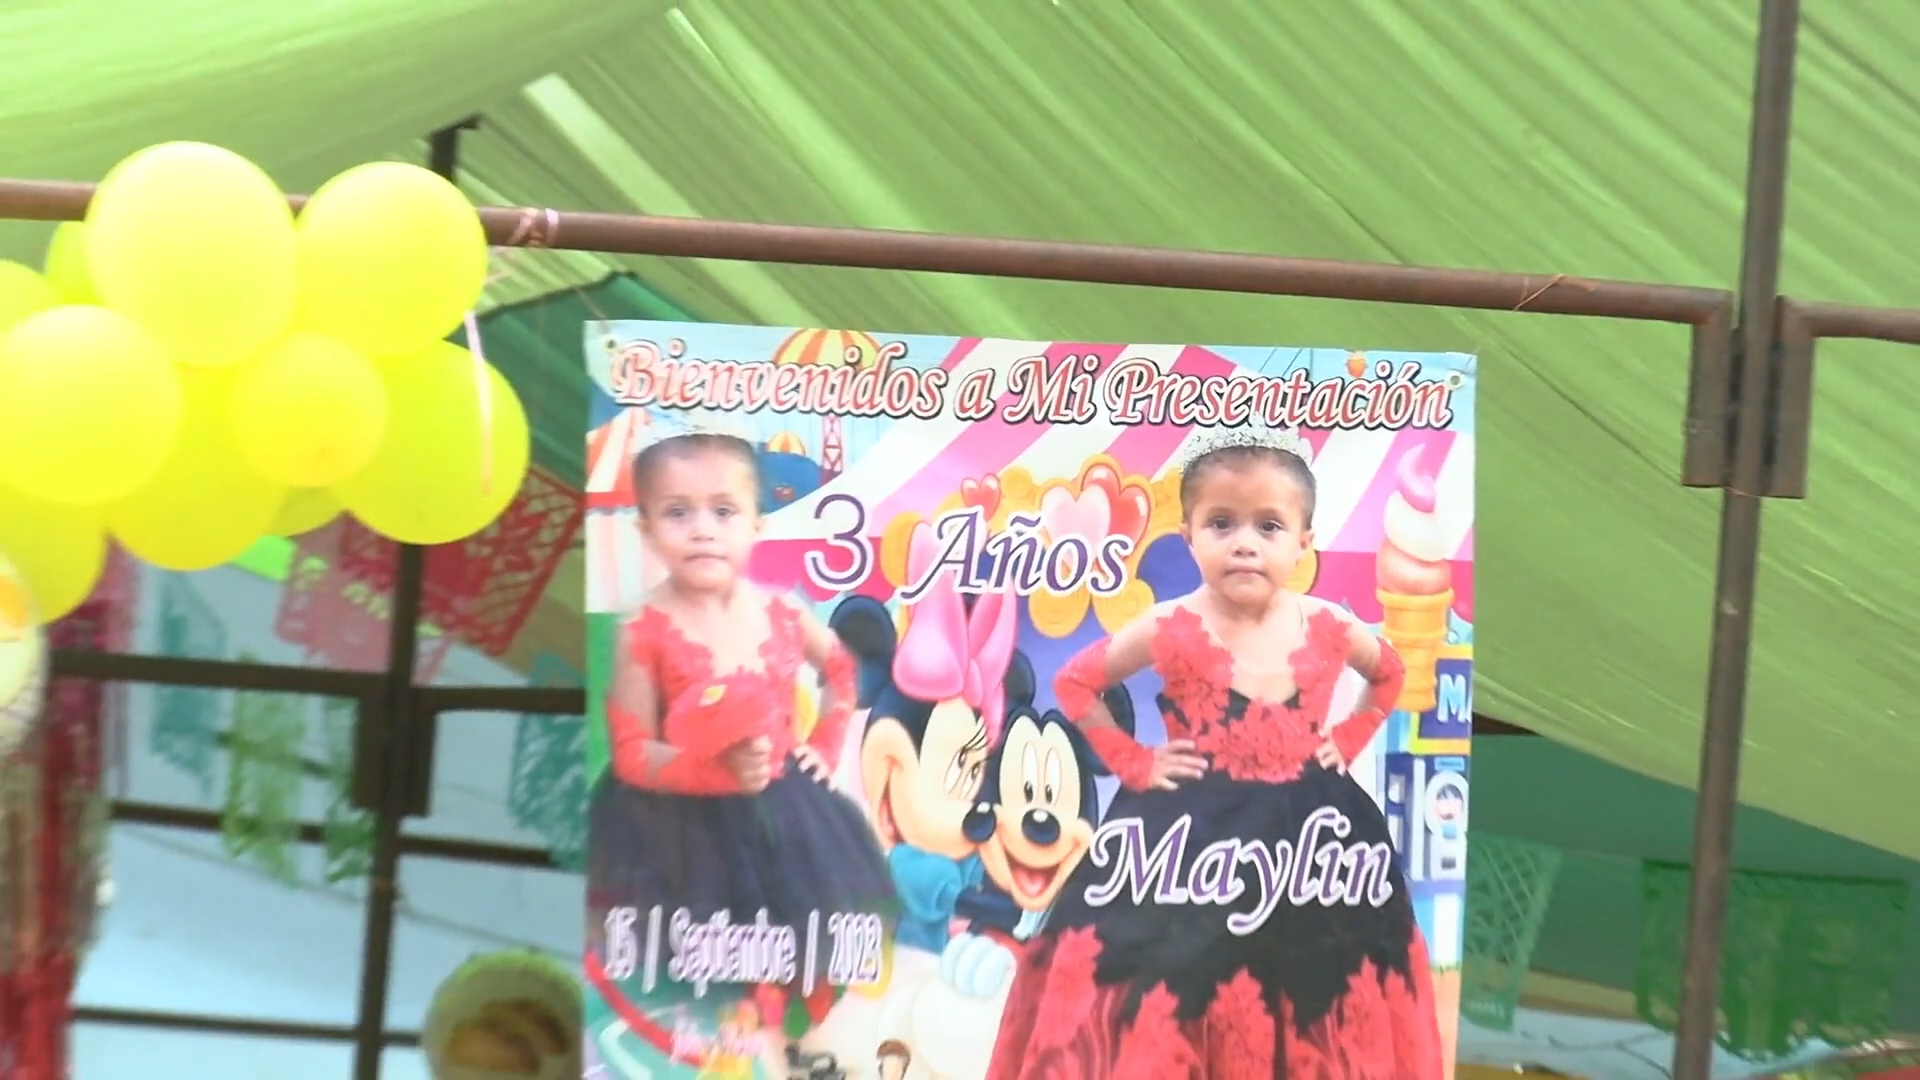 Bienvenidos a Mi Presentación
3 Años
Maylin
15 / Septiembre / 2023